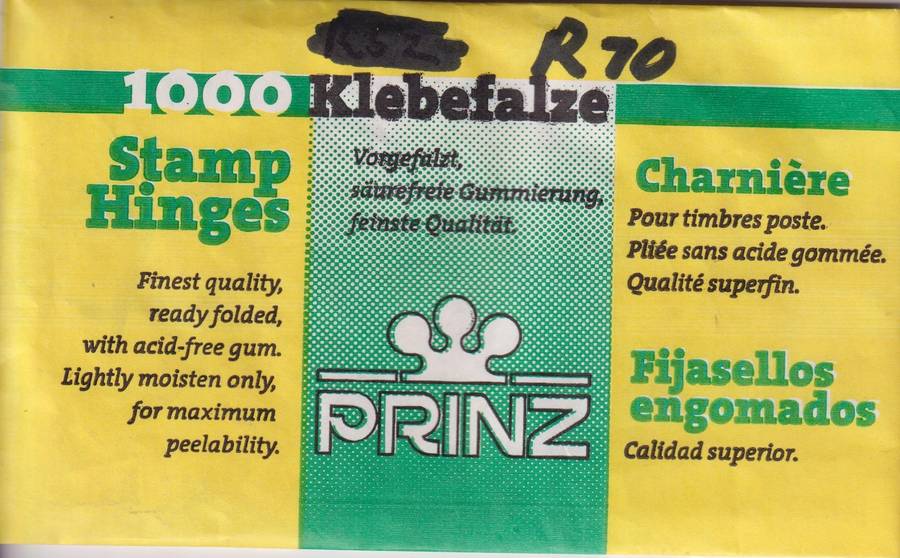 R70
1000 Klebefalze
Stamp
Hinges
Finest quality,
ready folded,
with acid-free gum.
Lightly moisten only,
for maximum
peelability.
Vorgefalzt,
säurefreie Gummierung,
feinste Qualität.
PRINZ
Charnière
Pour timbres poste.
Pliée sans acide gommée.
Qualité superfin.
Fijasellos
engomados
Calidad superior.